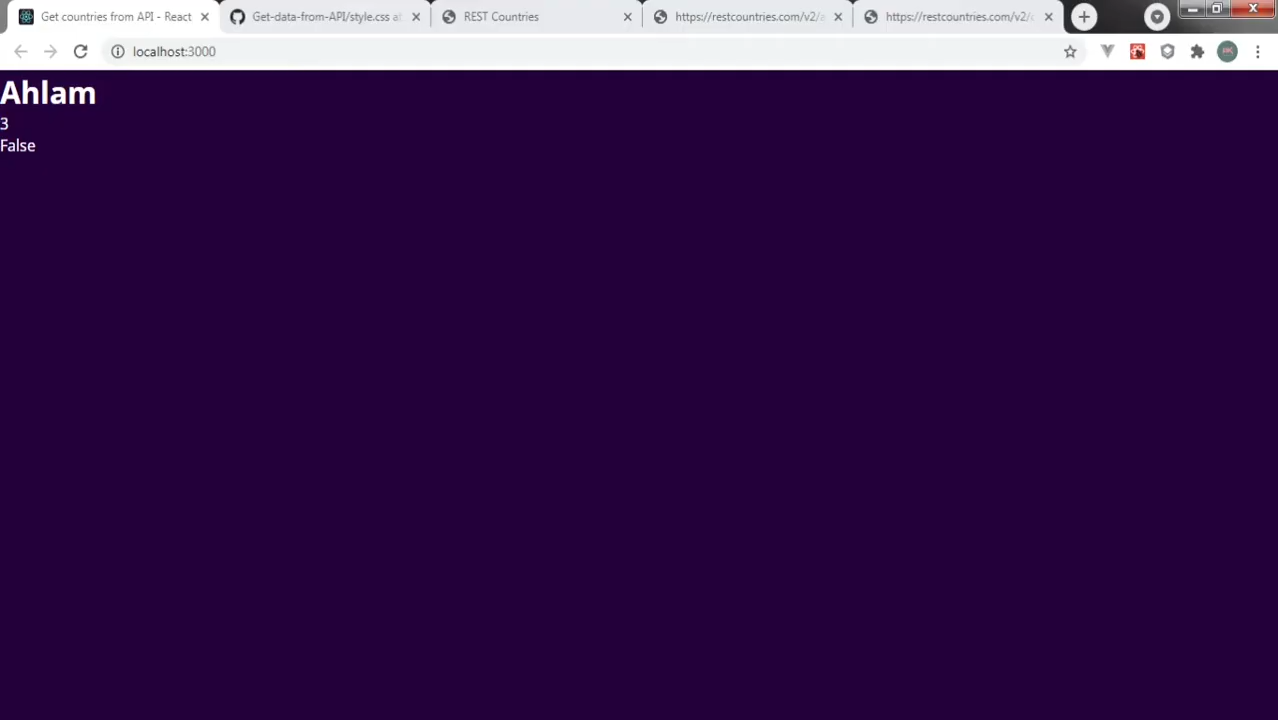 Get countries from API - React
Get-data-from-API/style.css at
REST Countries
https://restcountries.com/v2/a
https://restcountries.com/v2/c
localhost:3000
Ahlam
3
False